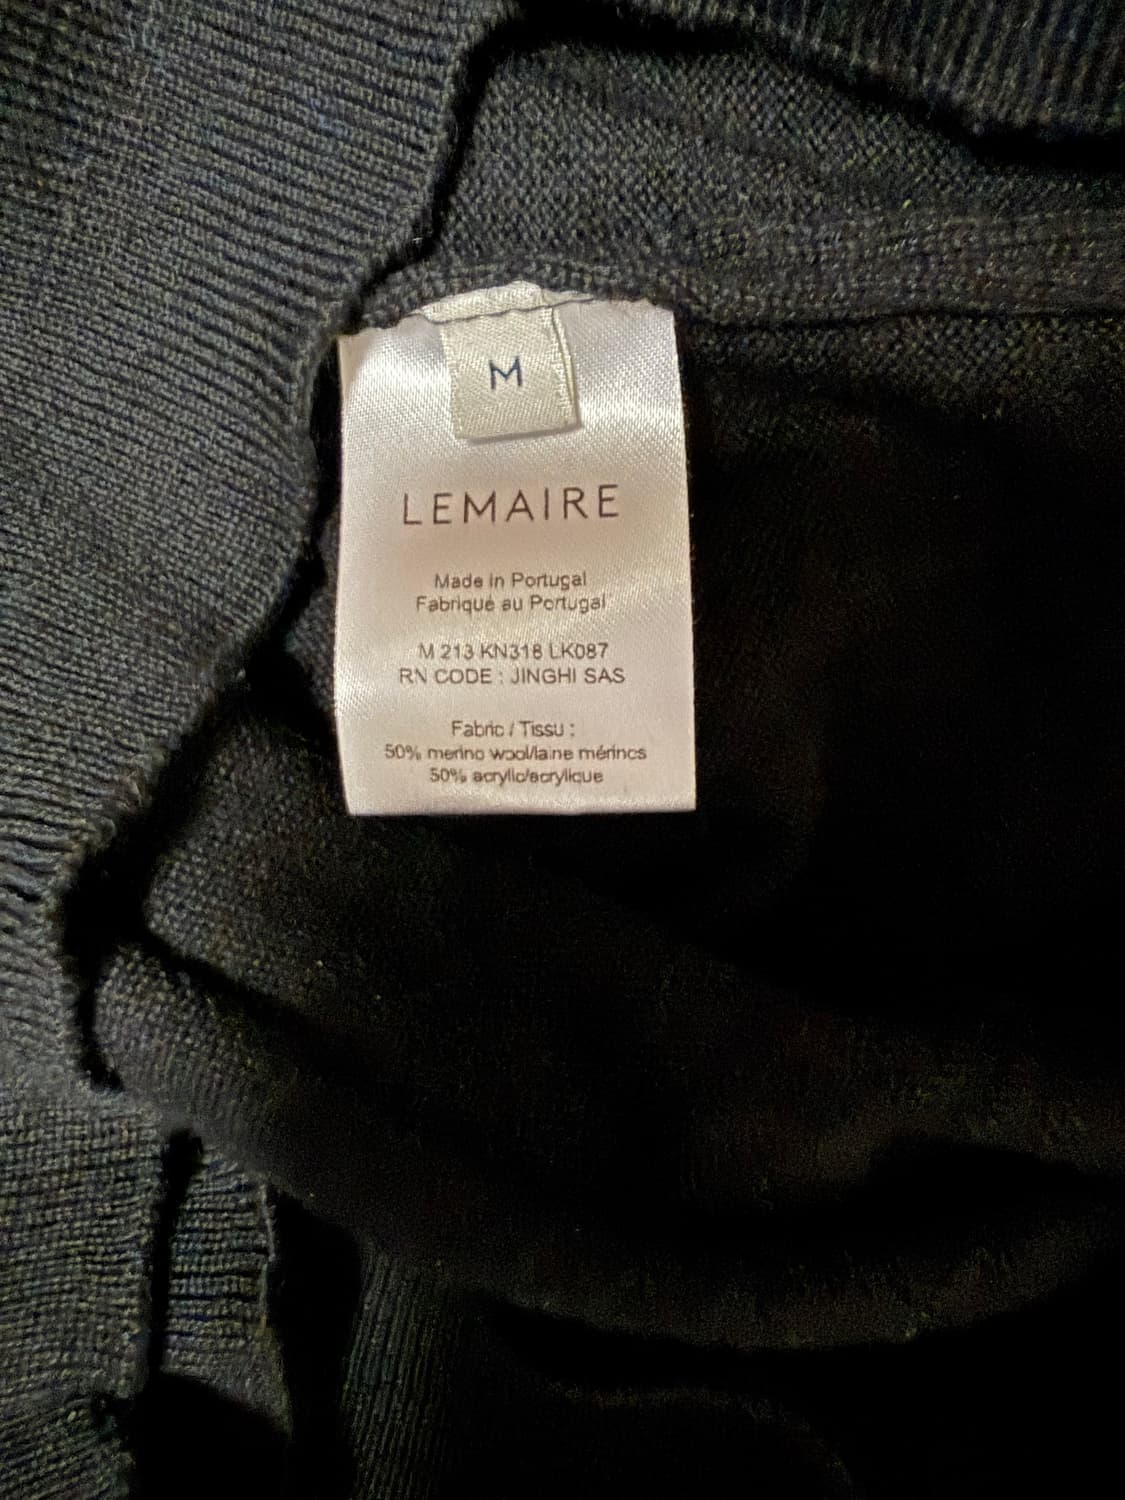 M
LEMAIRE
Made in Portugal
Fabriqué au Portugal
M 213 KN318 LK087
RN CODE : JINGHI SAS
Fabric / Tissu :
50% merino wool/laine mérinos
50% acrylic/acrylique